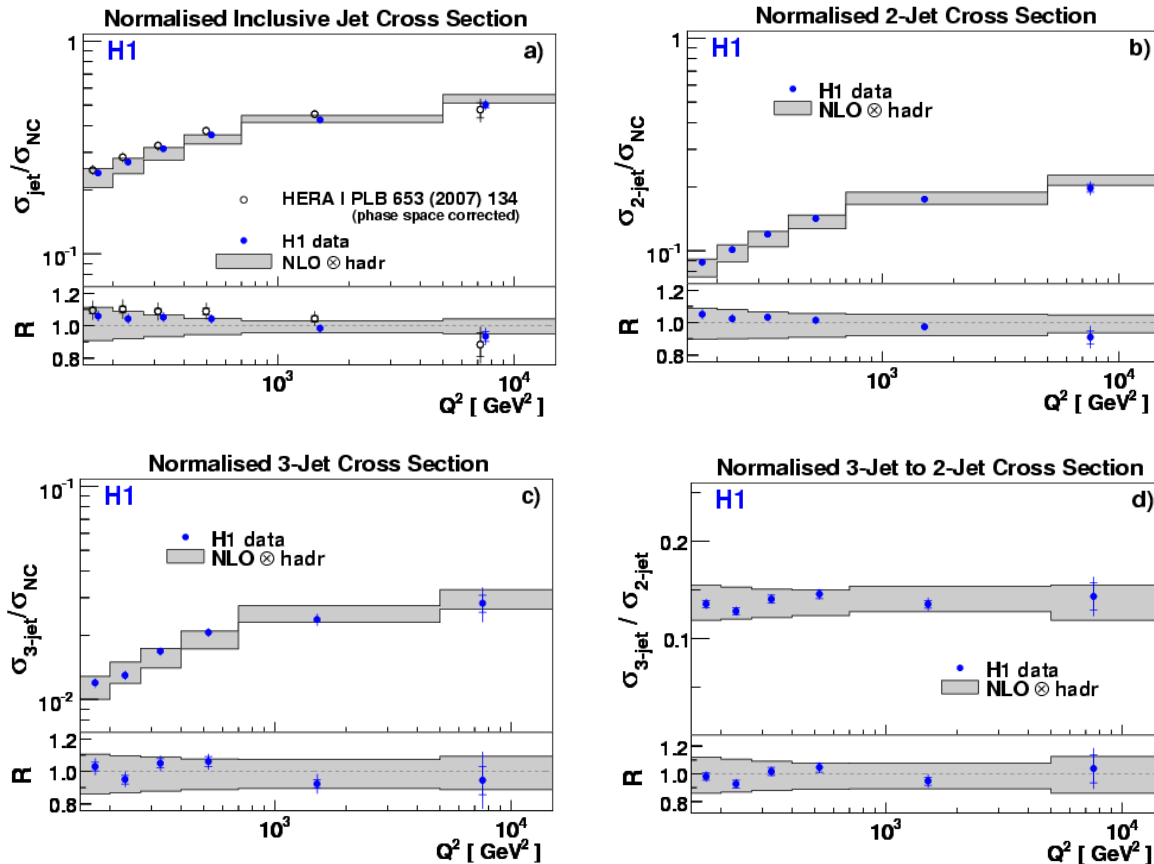 Normalised Inclusive Jet Cross Section
H1
a)
1
10⁻¹
σjet/σNC
HERA I PLB 653 (2007) 134
(phase space corrected)
H1 data
NLO ⊗ hadr
1.2
1.0
0.8
R
10³
10⁴
Q² [ GeV² ]
Normalised 2-Jet Cross Section
H1
b)
1
10⁻¹
σ2-jet/σNC
H1 data
NLO ⊗ hadr
1.2
1.0
0.8
R
10³
10⁴
Q² [ GeV² ]
Normalised 3-Jet Cross Section
H1
c)
10⁻¹
10⁻²
σ3-jet/σNC
H1 data
NLO ⊗ hadr
1.2
1.0
0.8
R
10³
10⁴
Q² [ GeV² ]
Normalised 3-Jet to 2-Jet Cross Section
H1
d)
0.2
0.1
σ3-jet / σ2-jet
H1 data
NLO ⊗ hadr
1.2
1.0
0.8
R
10³
10⁴
Q² [ GeV² ]